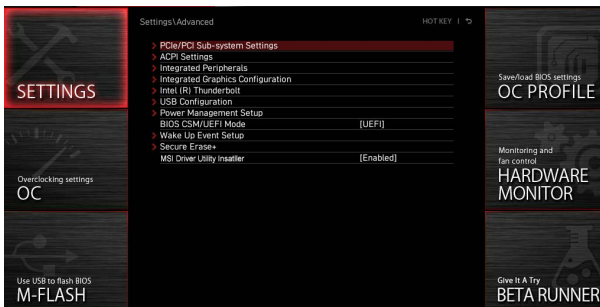 Settings\Advanced
HOT KEY | ↰
> PCIe/PCI Sub-system Settings
> ACPI Settings
> Integrated Peripherals
> Integrated Graphics Configuration
> Intel (R) Thunderbolt
> USB Configuration
> Power Management Setup
BIOS CSM/UEFI Mode [UEFI]
> Wake Up Event Setup
> Secure Erase+
MSI Driver Utility Insatller [Enabled]
SETTINGS
Overclocking settings
OC
Use USB to flash BIOS
M-FLASH
Save/load BIOS settings
OC PROFILE
Monitoring and
fan control
HARDWARE
MONITOR
Give It A Try
BETA RUNNER